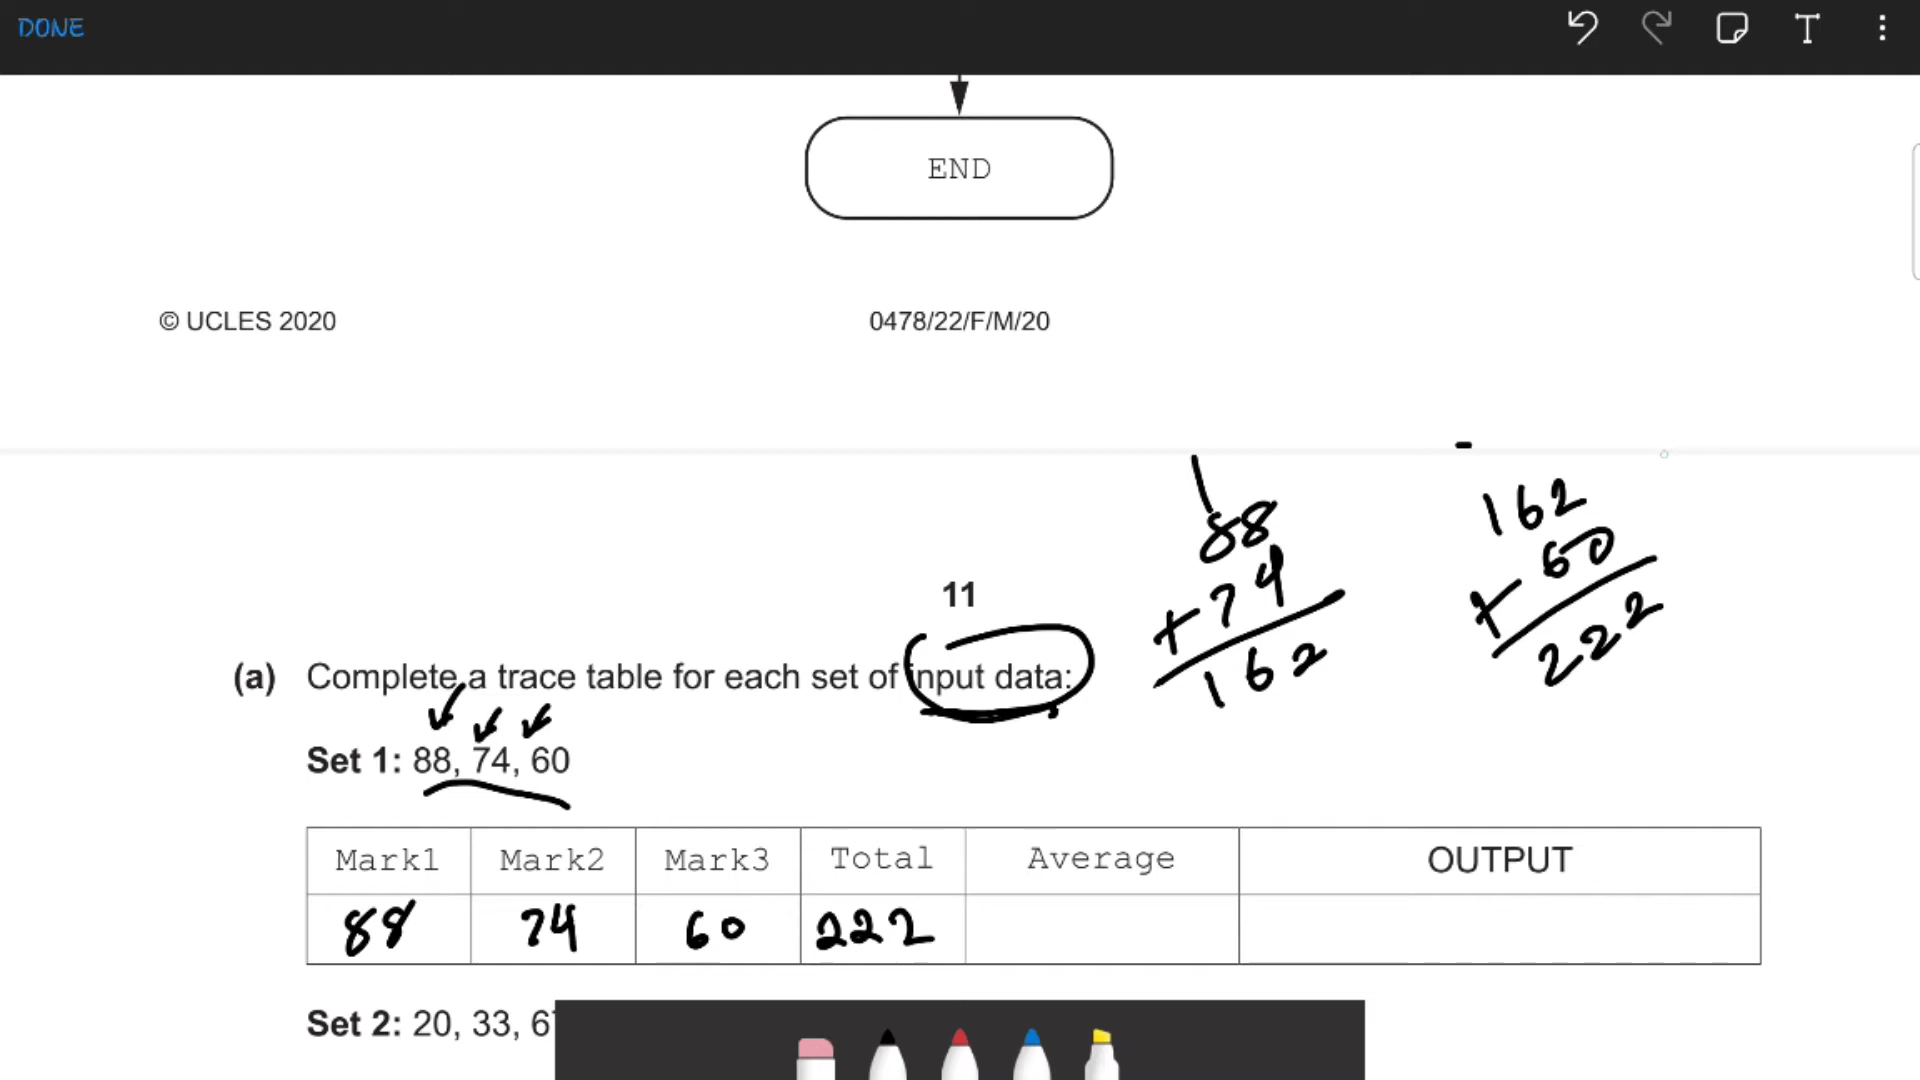 DONE
T
END
© UCLES 2020
0478/22/F/M/20
1
88
+ 74
162
162
+ 60
222
11
(a) Complete a trace table for each set of input data:
Set 1: 88, 74, 60
Mark1 Mark2 Mark3 Total Average OUTPUT
88 74 60 222
Set 2: 20, 33, 6